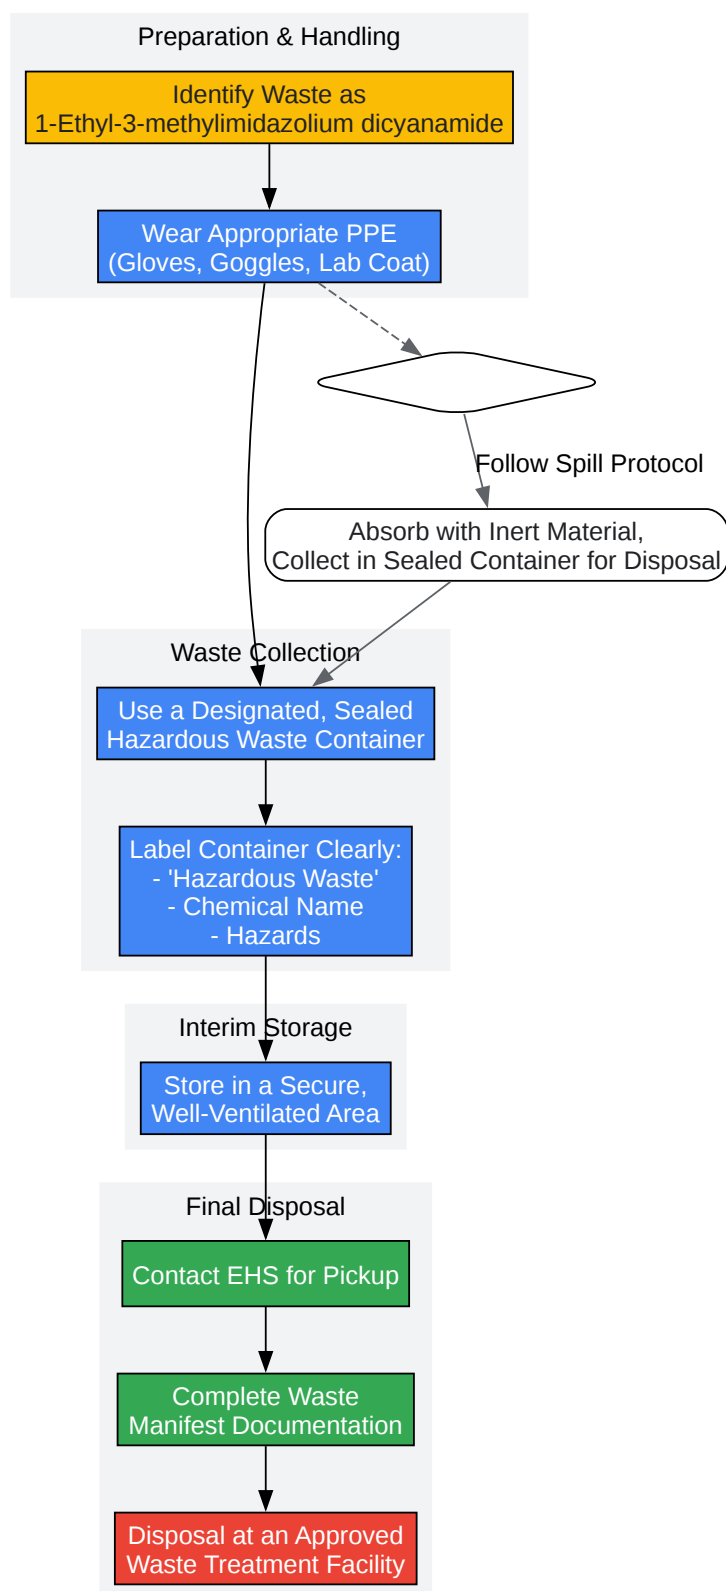 Preparation & Handling
Identify Waste as
1-Ethyl-3-methylimidazolium dicyanamide
Wear Appropriate PPE
(Gloves, Goggles, Lab Coat)
Follow Spill Protocol
Absorb with Inert Material,
Collect in Sealed Container for Disposal
Waste Collection
Use a Designated, Sealed
Hazardous Waste Container
Label Container Clearly:
- 'Hazardous Waste'
- Chemical Name
- Hazards
Interim Storage
Store in a Secure,
Well-Ventilated Area
Final Disposal
Contact EHS for Pickup
Complete Waste
Manifest Documentation
Disposal at an Approved
Waste Treatment Facility